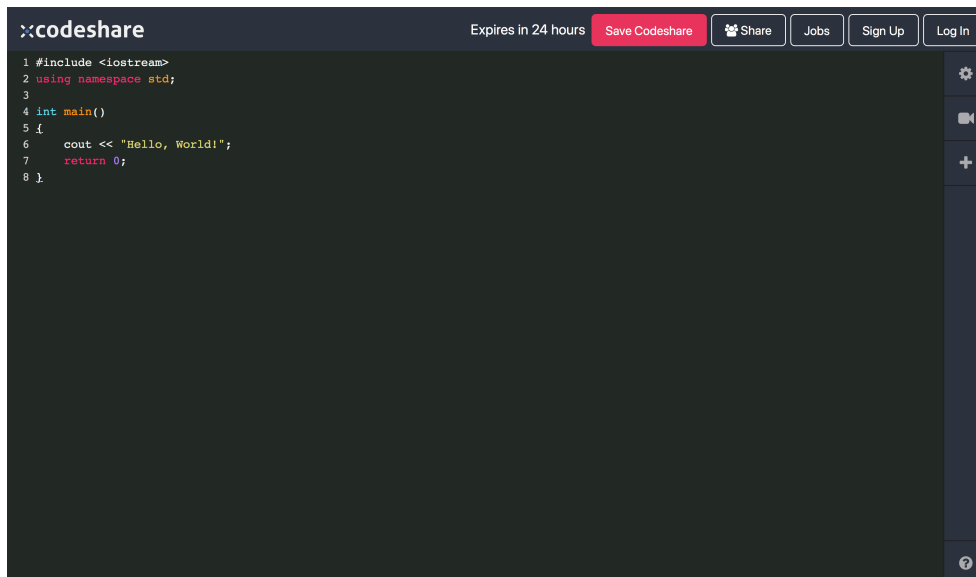 codeshare Expires in 24 hours Save Codeshare Share Jobs Sign Up Log In
1 #include <iostream>
2 using namespace std;
3
4 int main()
5 {
6     cout << "Hello, World!";
7     return 0;
8 }